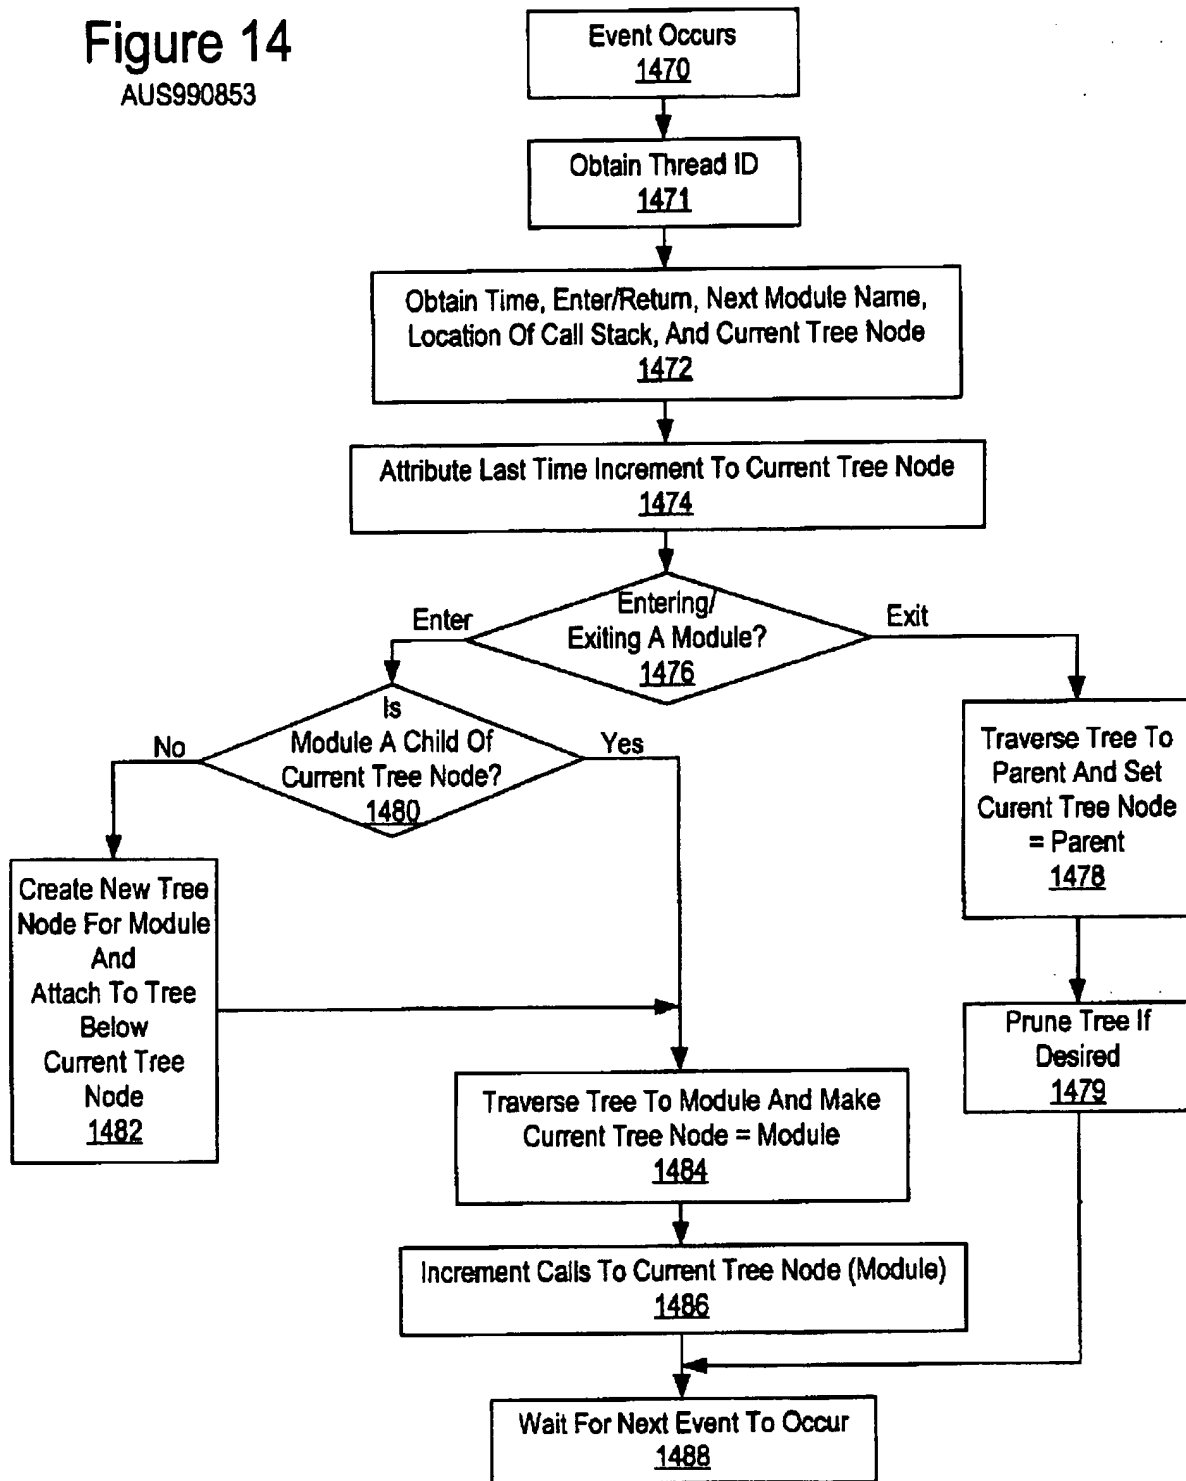 Figure 14
AUS990853
Event Occurs
1470
Obtain Thread ID
1471
Obtain Time, Enter/Return, Next Module Name,
Location Of Call Stack, And Current Tree Node
1472
Attribute Last Time Increment To Current Tree Node
1474
Entering/
Exiting A Module?
1476
Enter
Exit
Is
Module A Child Of
Current Tree Node?
1480
No
Yes
Traverse Tree To
Parent And Set
Curent Tree Node
= Parent
1478
Create New Tree
Node For Module
And
Attach To Tree
Below
Current Tree
Node
1482
Prune Tree If
Desired
1479
Traverse Tree To Module And Make
Current Tree Node = Module
1484
Increment Calls To Current Tree Node (Module)
1486
Wait For Next Event To Occur
1488